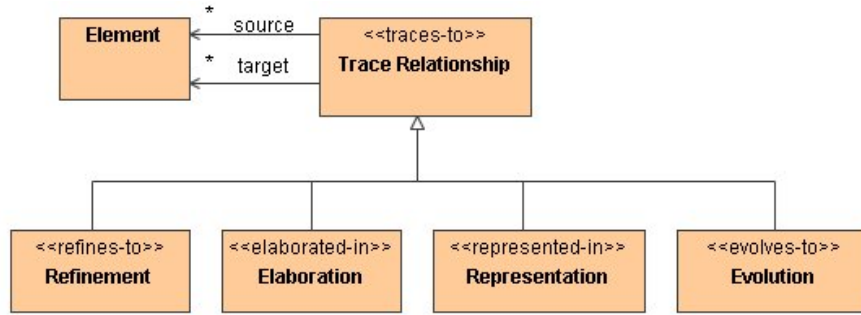 Element
* source
* target
<<traces-to>>
Trace Relationship
<<refines-to>>
Refinement
<<elaborated-in>>
Elaboration
<<represented-in>>
Representation
<<evolves-to>>
Evolution